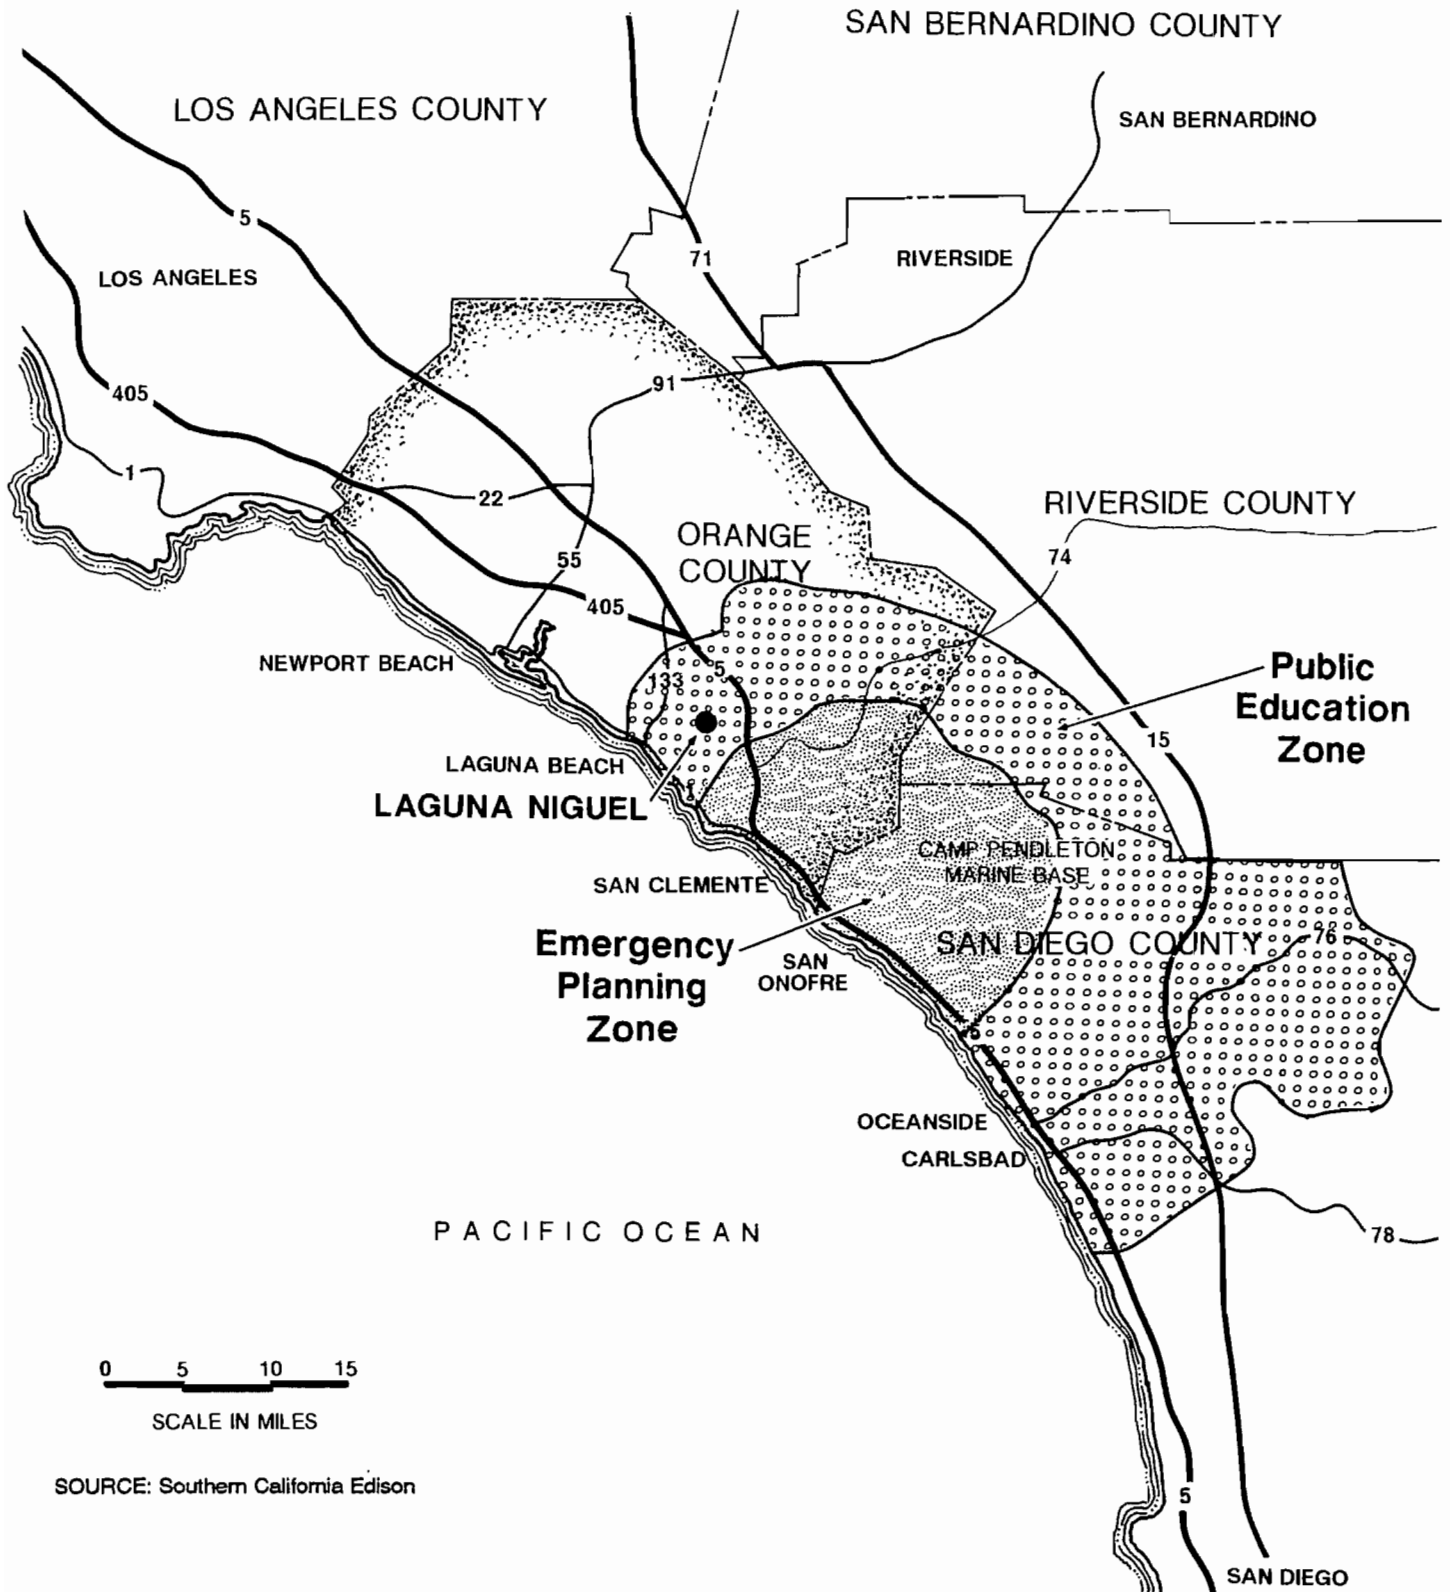 SAN BERNARDINO COUNTY
LOS ANGELES COUNTY
SAN BERNARDINO
5
71
RIVERSIDE
LOS ANGELES
91
405
1
22
RIVERSIDE COUNTY
ORANGE
COUNTY
55
74
405
NEWPORT BEACH
5
133
Public
Education
Zone
15
LAGUNA BEACH
1
LAGUNA NIGUEL
CAMP PENDLETON
MARINE BASE
SAN CLEMENTE
Emergency
Planning
Zone
SAN DIEGO COUNTY
76
SAN
ONOFRE
5
OCEANSIDE
CARLSBAD
PACIFIC OCEAN
78
0 5 10 15
SCALE IN MILES
SOURCE: Southern California Edison
5
SAN DIEGO